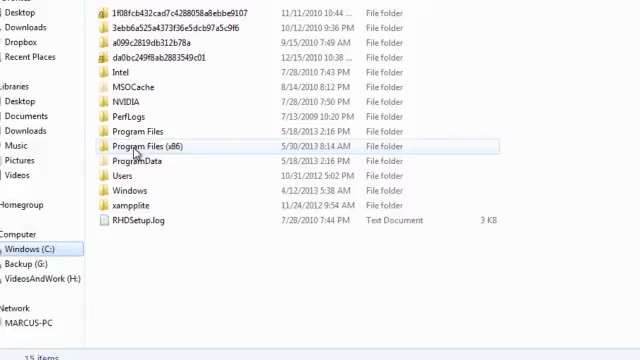 Desktop
Downloads
Dropbox
Recent Places
Libraries
Desktop
Documents
Downloads
Music
Pictures
Videos
Homegroup
Computer
Windows (C:)
Backup (G:)
VideosAndWork (H:)
Network
MARCUS-PC
1f08fcb432cad7c4288058a8ebbe9107 11/11/2010 10:44 ... File folder
3ebb6a525a4373f36e5dcb97a5c9f6 10/12/2010 9:36 PM File folder
a099c2819db312b78a 9/15/2010 7:49 AM File folder
da0bc249f8ab2883549c01 12/15/2010 10:38 ... File folder
Intel 7/28/2010 7:43 PM File folder
MSOCache 8/14/2010 8:12 PM File folder
NVIDIA 7/28/2010 7:50 PM File folder
PerfLogs 7/13/2009 10:20 PM File folder
Program Files 5/18/2013 2:16 PM File folder
Program Files (x86) 5/30/2013 8:14 AM File folder
ProgramData 5/18/2013 2:16 PM File folder
Users 10/31/2012 5:02 PM File folder
Windows 4/12/2013 5:38 AM File folder
xampplite 11/24/2012 9:54 AM File folder
RHDSetup.log 7/28/2010 7:44 PM Text Document 3 KB
15 items